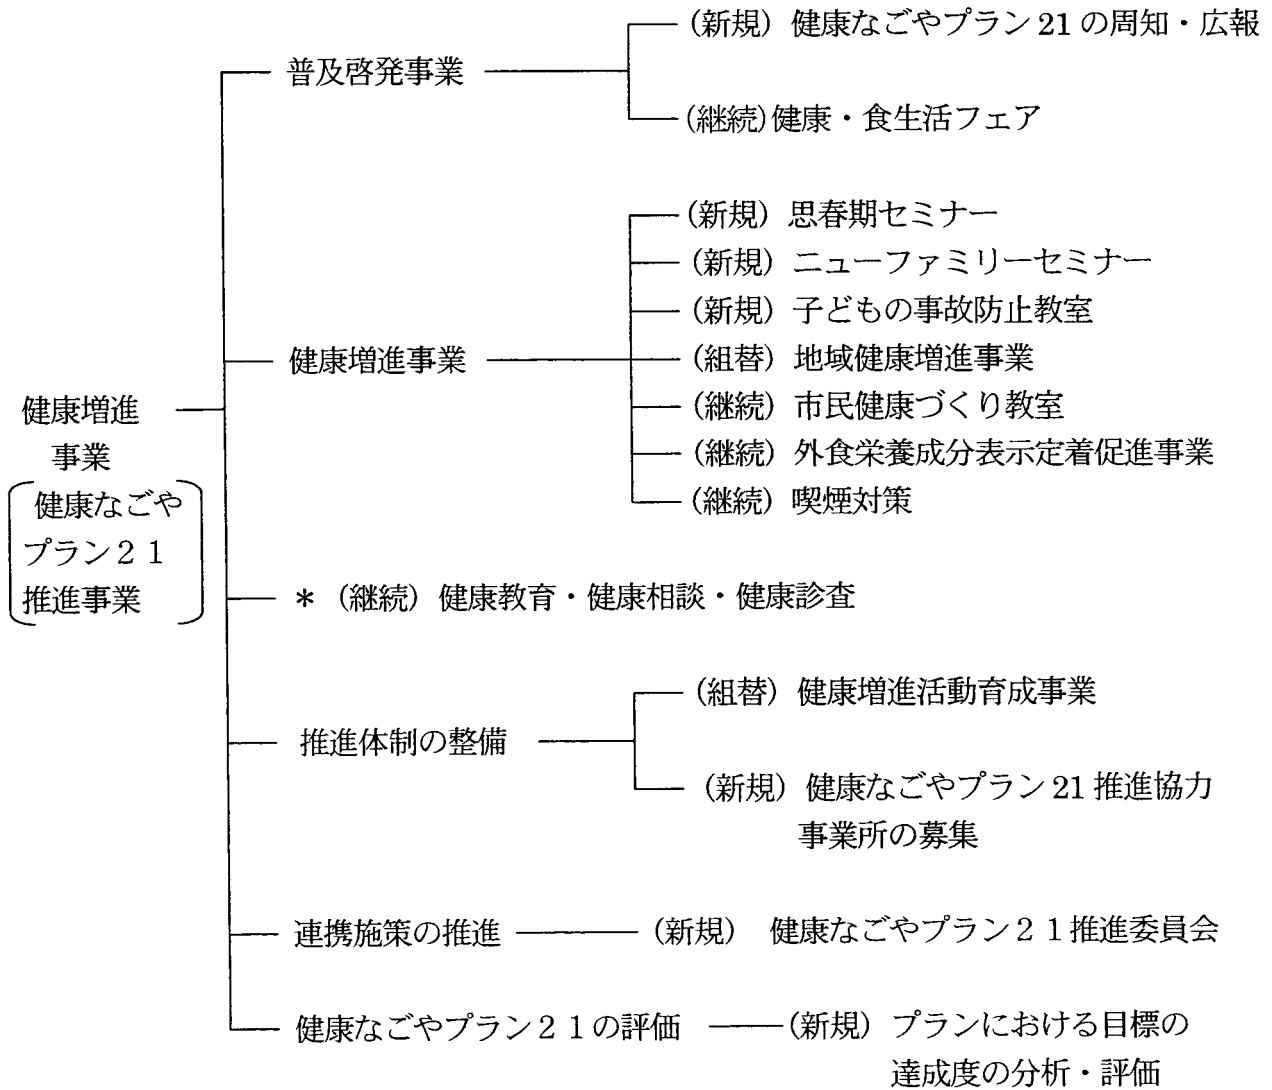 (新規) 健康なごやプラン21の周知・広報
普及啓発事業
(継続)健康・食生活フェア
(新規) 思春期セミナー
(新規) ニューファミリーセミナー
(新規) 子どもの事故防止教室
健康増進事業
(組替) 地域健康増進事業
(継続) 市民健康づくり教室
(継続) 外食栄養成分表示定着促進事業
(継続) 喫煙対策
健康増進
事業
健康なごや
プラン21
推進事業
* (継続) 健康教育・健康相談・健康診査
(組替) 健康増進活動育成事業
推進体制の整備
(新規) 健康なごやプラン21推進協力
事業所の募集
連携施策の推進 (新規) 健康なごやプラン21推進委員会
健康なごやプラン21の評価 (新規) プランにおける目標の
達成度の分析・評価